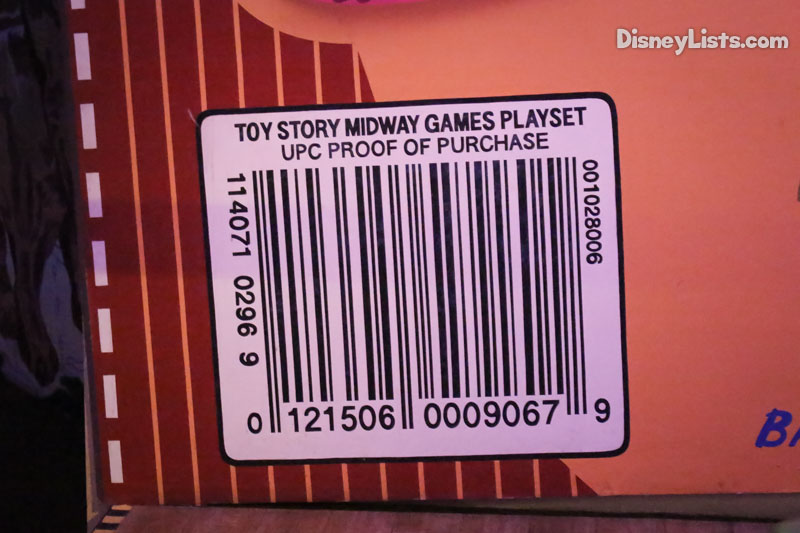 DisneyLists.com
TOY STORY MIDWAY GAMES PLAYSET
UPC PROOF OF PURCHASE
114071 0296 9
001028006
0 121506 0009067 9